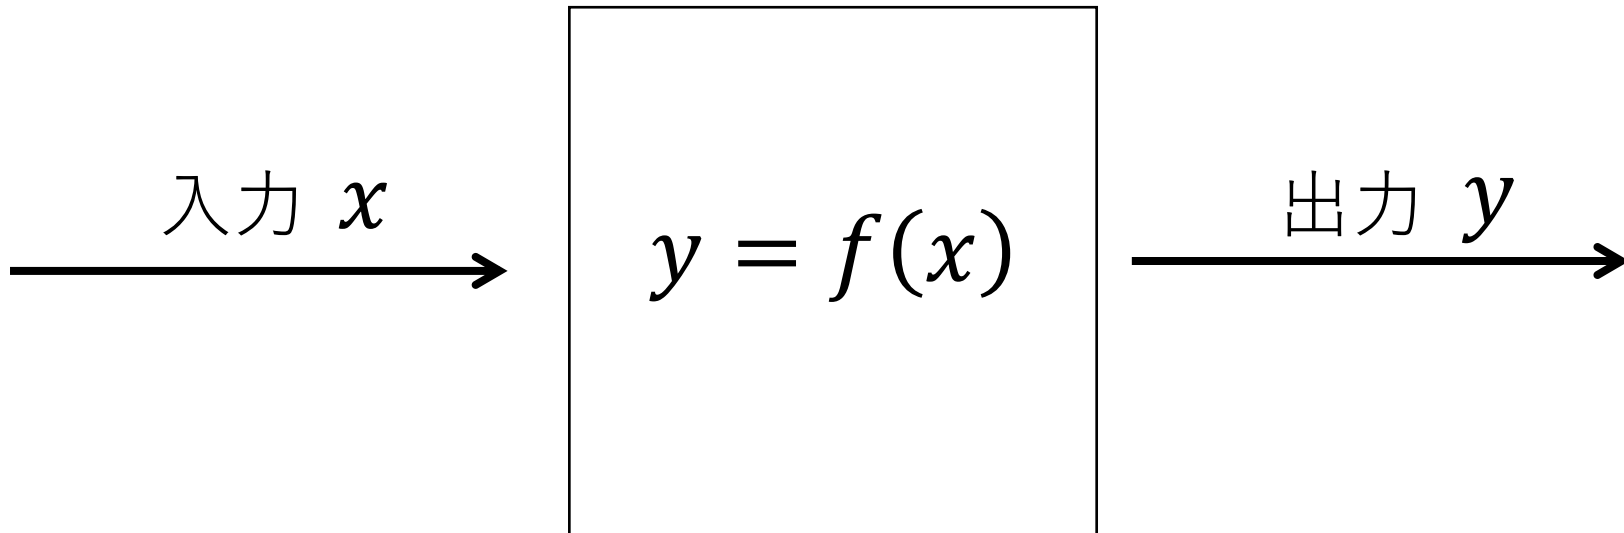 入力 x
y = f(x)
出力 y